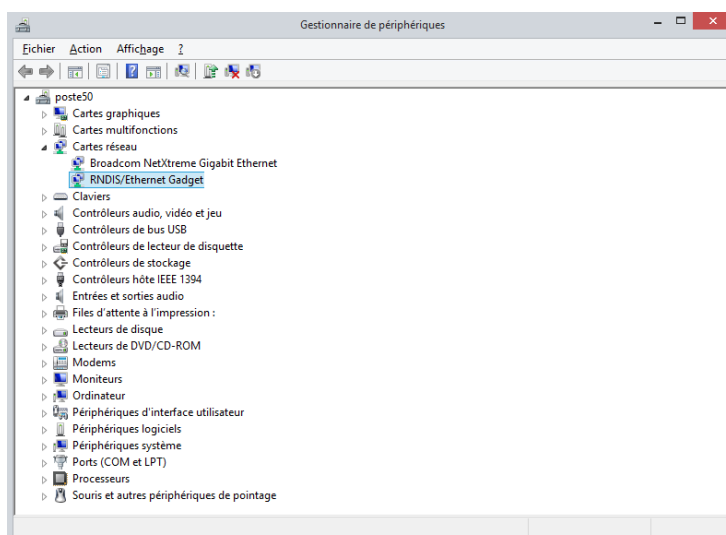 Gestionnaire de périphériques
Fichier Action Affichage ?
poste50
Cartes graphiques
Cartes multifonctions
Cartes réseau
Broadcom NetXtreme Gigabit Ethernet
RNDIS/Ethernet Gadget
Claviers
Contrôleurs audio, vidéo et jeu
Contrôleurs de bus USB
Contrôleurs de lecteur de disquette
Contrôleurs de stockage
Contrôleurs hôte IEEE 1394
Entrées et sorties audio
Files d'attente à l'impression :
Lecteurs de disque
Lecteurs de DVD/CD-ROM
Modems
Moniteurs
Ordinateur
Périphériques d'interface utilisateur
Périphériques logiciels
Périphériques système
Ports (COM et LPT)
Processeurs
Souris et autres périphériques de pointage